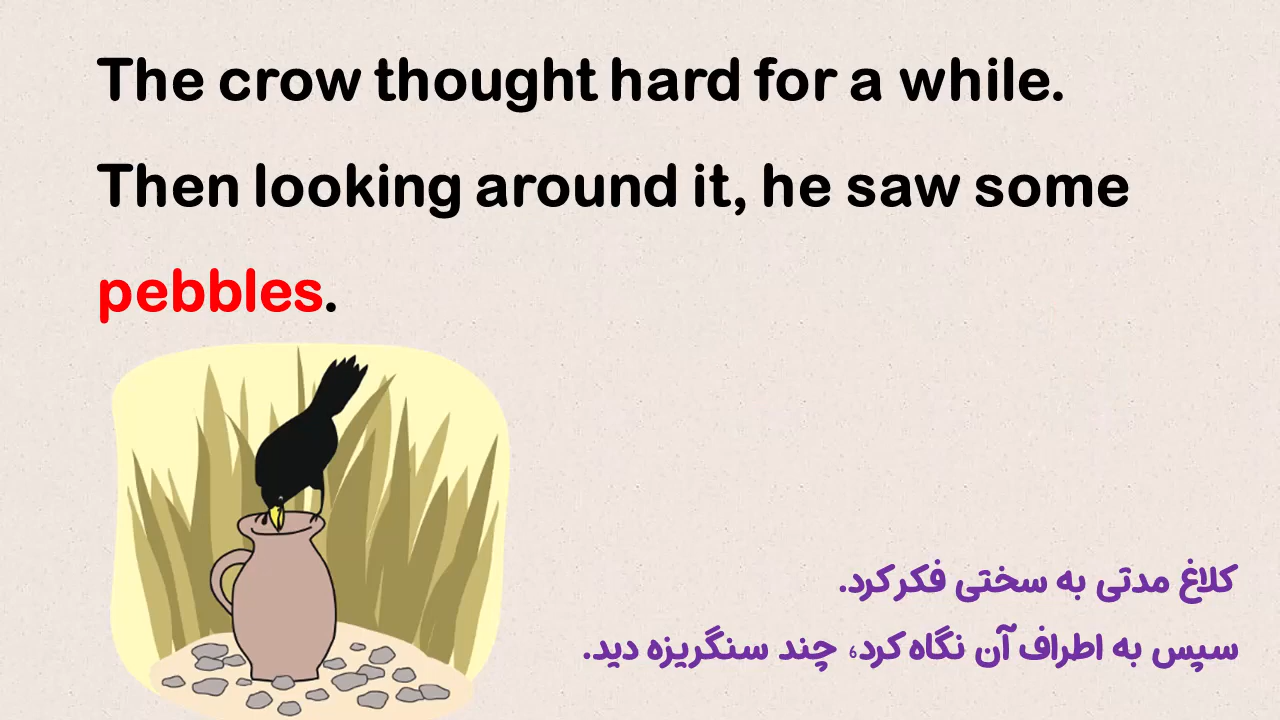 The crow thought hard for a while.
Then looking around it, he saw some
pebbles.
کلاغ مدتی به سختی فکر کرد.
سپس به اطراف آن نگاه کرد، چند سنگریزه دید.